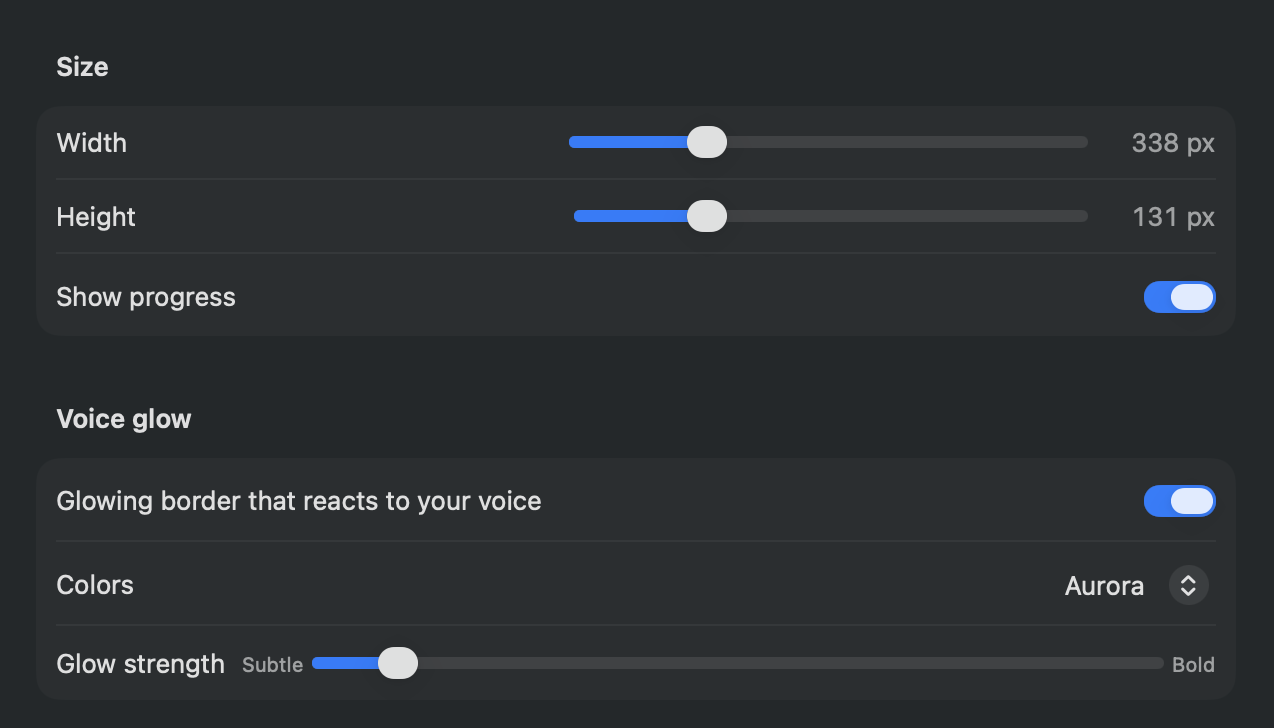 Size
Width 338 px
Height 131 px
Show progress
Voice glow
Glowing border that reacts to your voice
Colors Aurora
Glow strength Subtle Bold